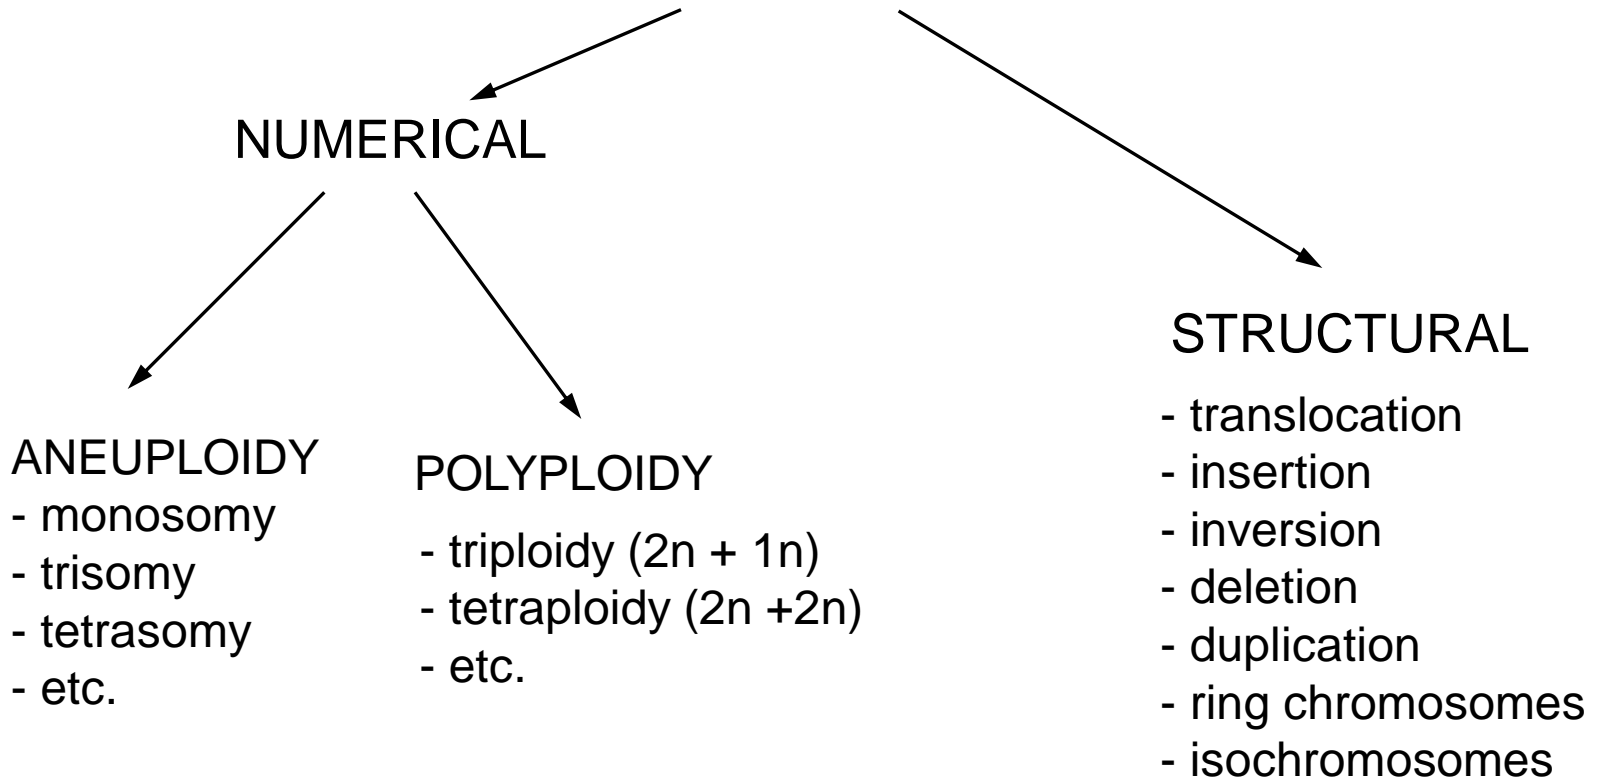 NUMERICAL
ANEUPLOIDY
- monosomy
- trisomy
- tetrasomy
- etc.
POLYPLOIDY
- triploidy (2n + 1n)
- tetraploidy (2n +2n)
- etc.
STRUCTURAL
- translocation
- insertion
- inversion
- deletion
- duplication
- ring chromosomes
- isochromosomes